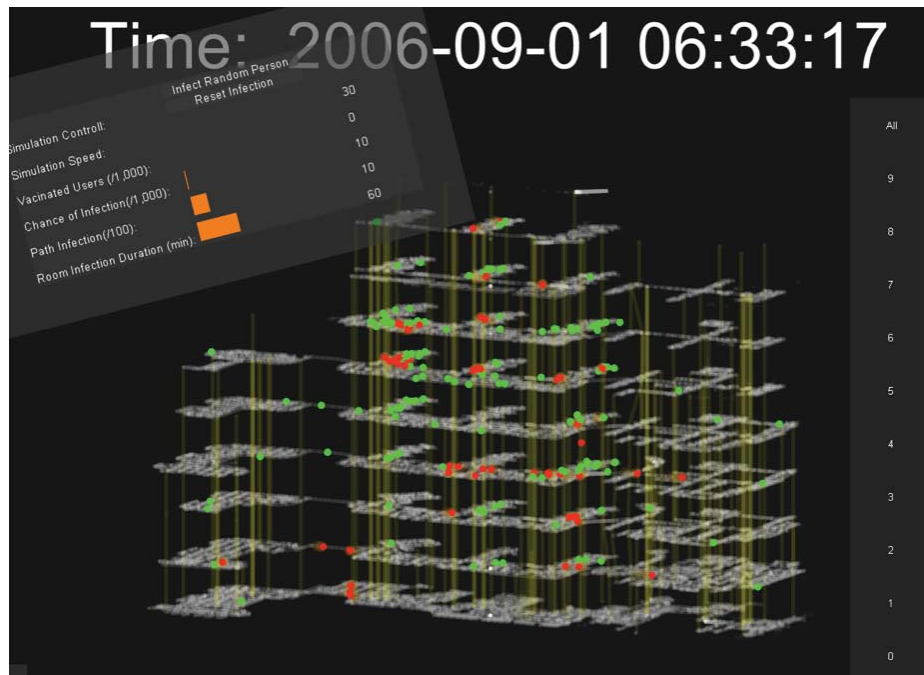 Time: 2006-09-01 06:33:17
Infect Random Person
Reset Infection
Simulation Controll:
30
Simulation Speed:
0
Vacinated Users (/1,000):
10
Chance of Infection(/1,000):
10
Path Infection(/100):
60
Room Infection Duration (min):
All
9
8
7
6
5
4
3
2
1
0